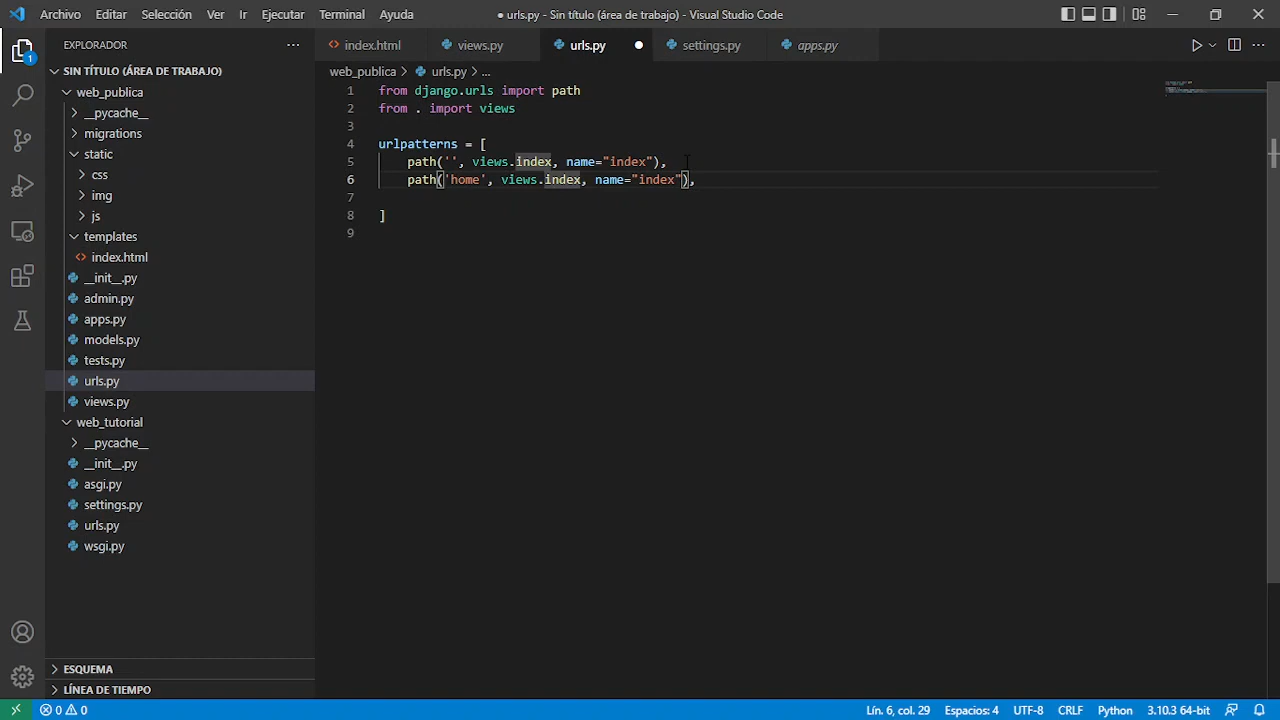 Archivo Editar Selección Ver Ir Ejecutar Terminal Ayuda
● urls.py - Sin título (área de trabajo) - Visual Studio Code
EXPLORADOR
1
SIN TÍTULO (ÁREA DE TRABAJO)
web_publica
__pycache__
migrations
static
css
img
js
templates
index.html
__init__.py
admin.py
apps.py
models.py
tests.py
urls.py
views.py
web_tutorial
__pycache__
__init__.py
asgi.py
settings.py
urls.py
wsgi.py
ESQUEMA
LÍNEA DE TIEMPO
index.html views.py urls.py settings.py apps.py
web_publica > urls.py > ...
1 from django.urls import path
2 from . import views
3
4 urlpatterns = [
5 path('', views.index, name="index"),
6 path('home', views.index, name="index"),
7
8 ]
9
0 0 Lín. 6, col. 29 Espacios: 4 UTF-8 CRLF Python 3.10.3 64-bit